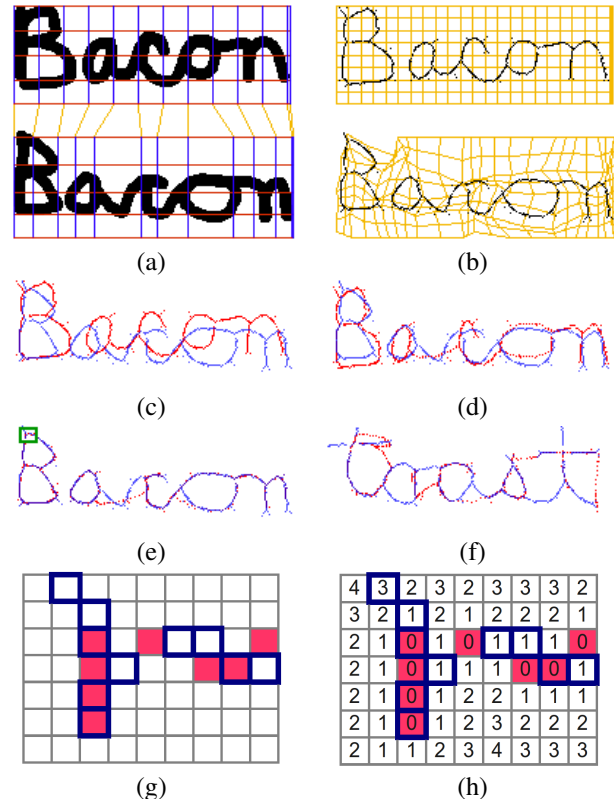 Bacon
Bacon
Bacon
Bacon
(a)
(b)
Bacon
Bacon
(c)
(d)
Bacon
(e)
(f)
4 3 2 3 2 3 3 3 2
3 2 1 2 1 2 2 2 1
2 1 0 1 0 1 1 1 0
2 1 0 1 1 1 0 0 1
2 1 0 1 2 2 1 1 1
2 1 0 1 2 3 2 2 2
2 1 1 2 3 4 3 3 3
(g)
(h)